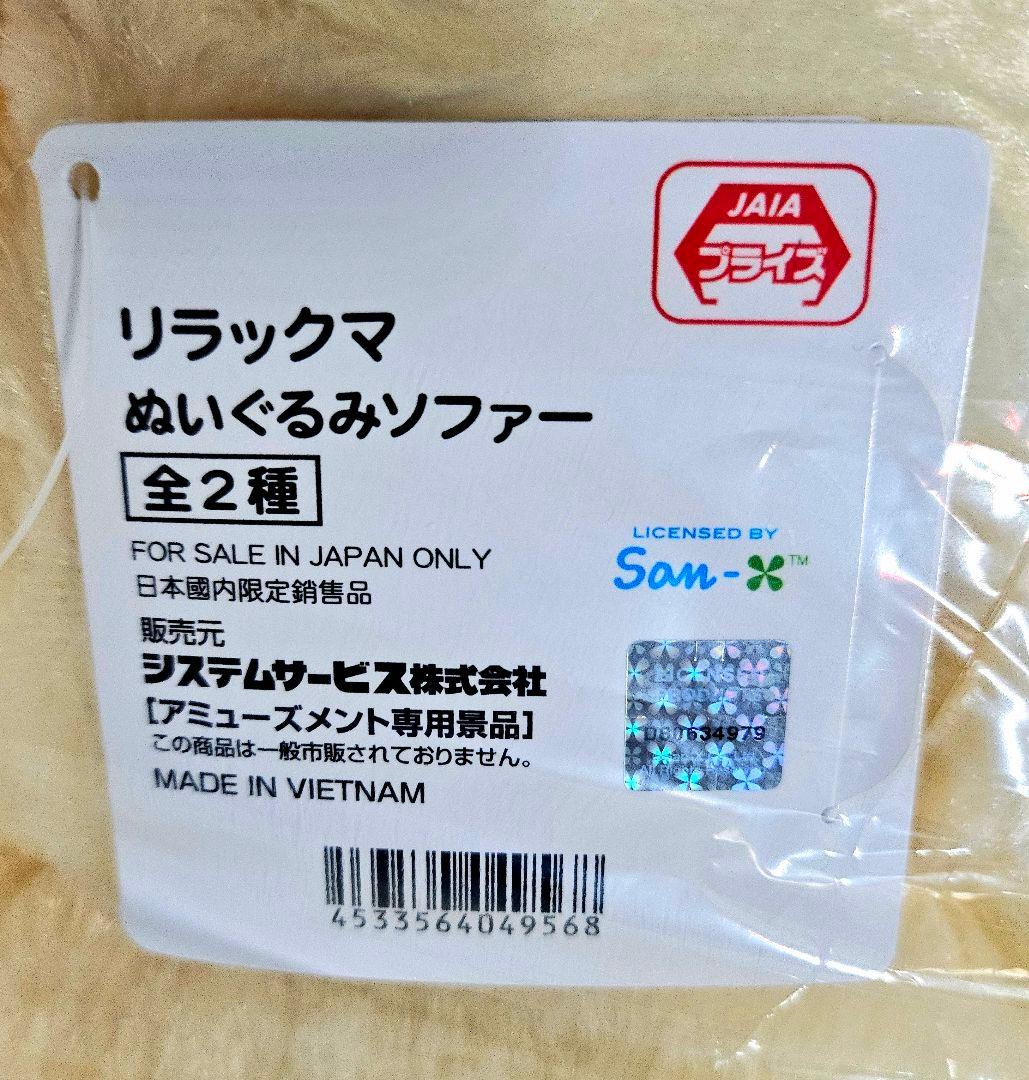 JAIA
プライズ
リラックマ
ぬいぐるみソファー
全2種
FOR SALE IN JAPAN ONLY
日本國内限定銷售品
LICENSED BY
San-X™
販売元
システムサービス株式会社
[アミューズメント専用景品]
この商品は一般市販されておりません。
MADE IN VIETNAM
4533564049568